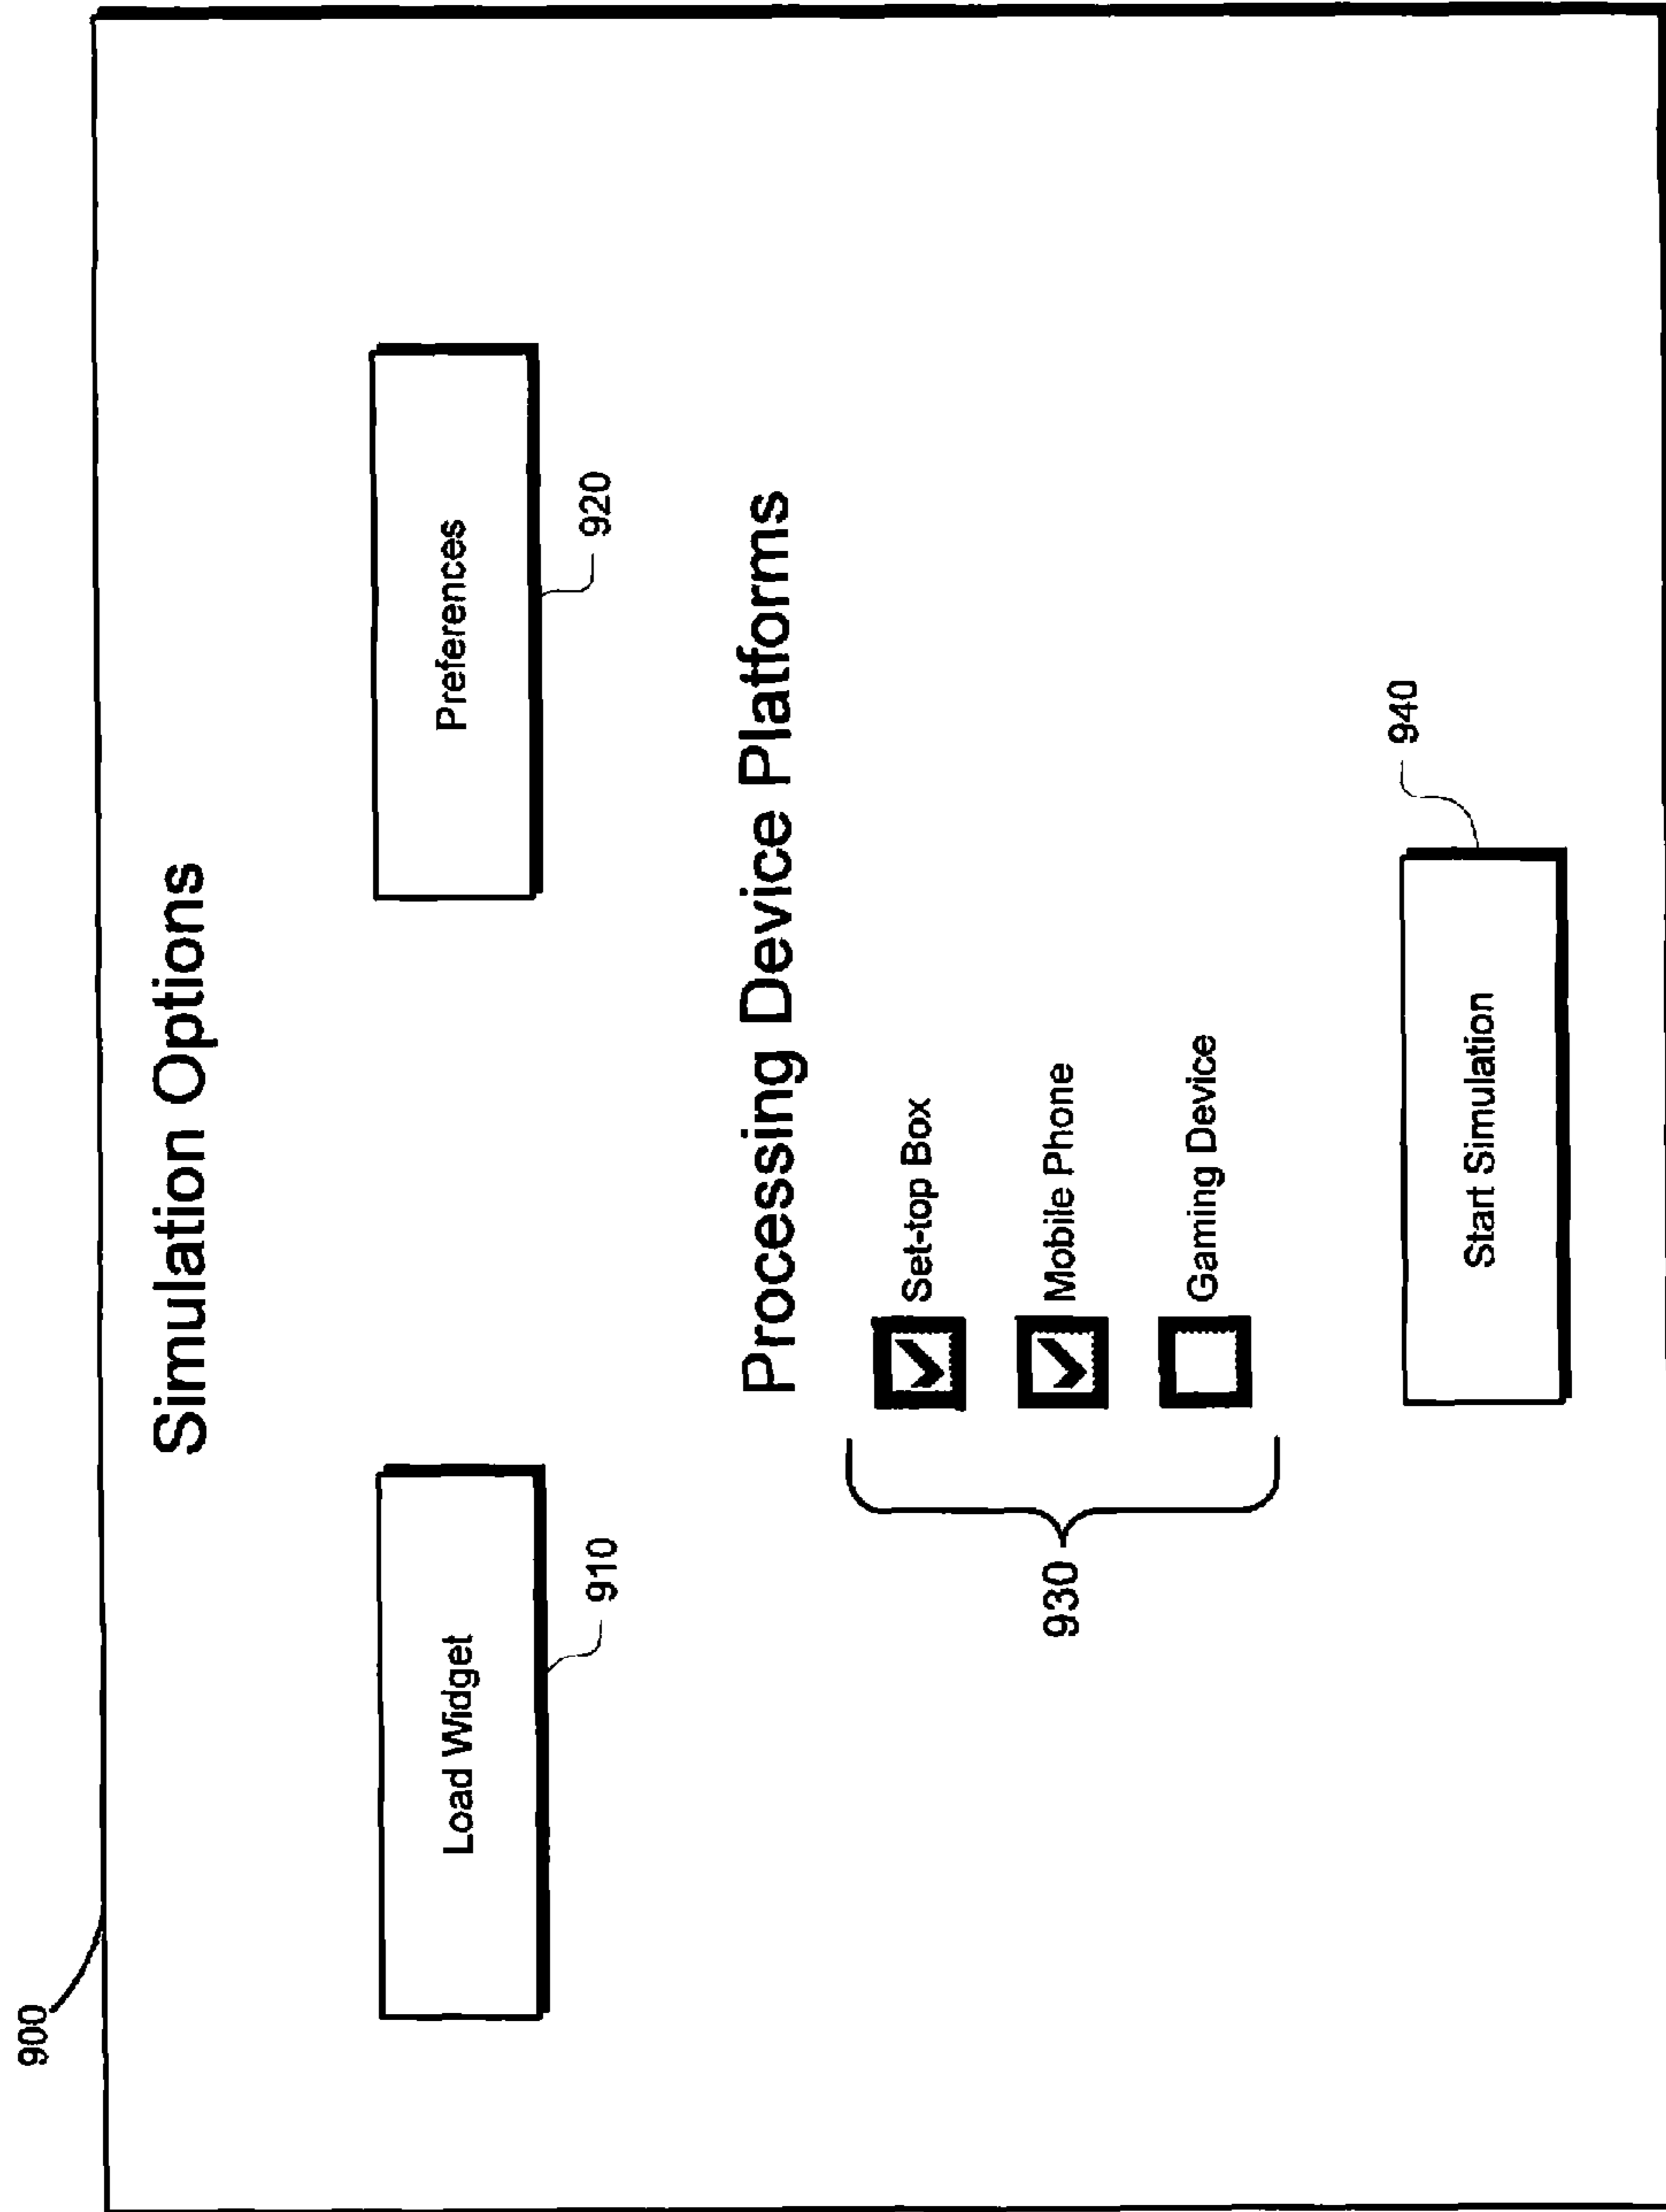 900
Simulation Options
Load Widget
Preferences
910
920
Processing Device Platforms
Set-top Box
Mobile Phone
Gaming Device
930
Start Simulation
940